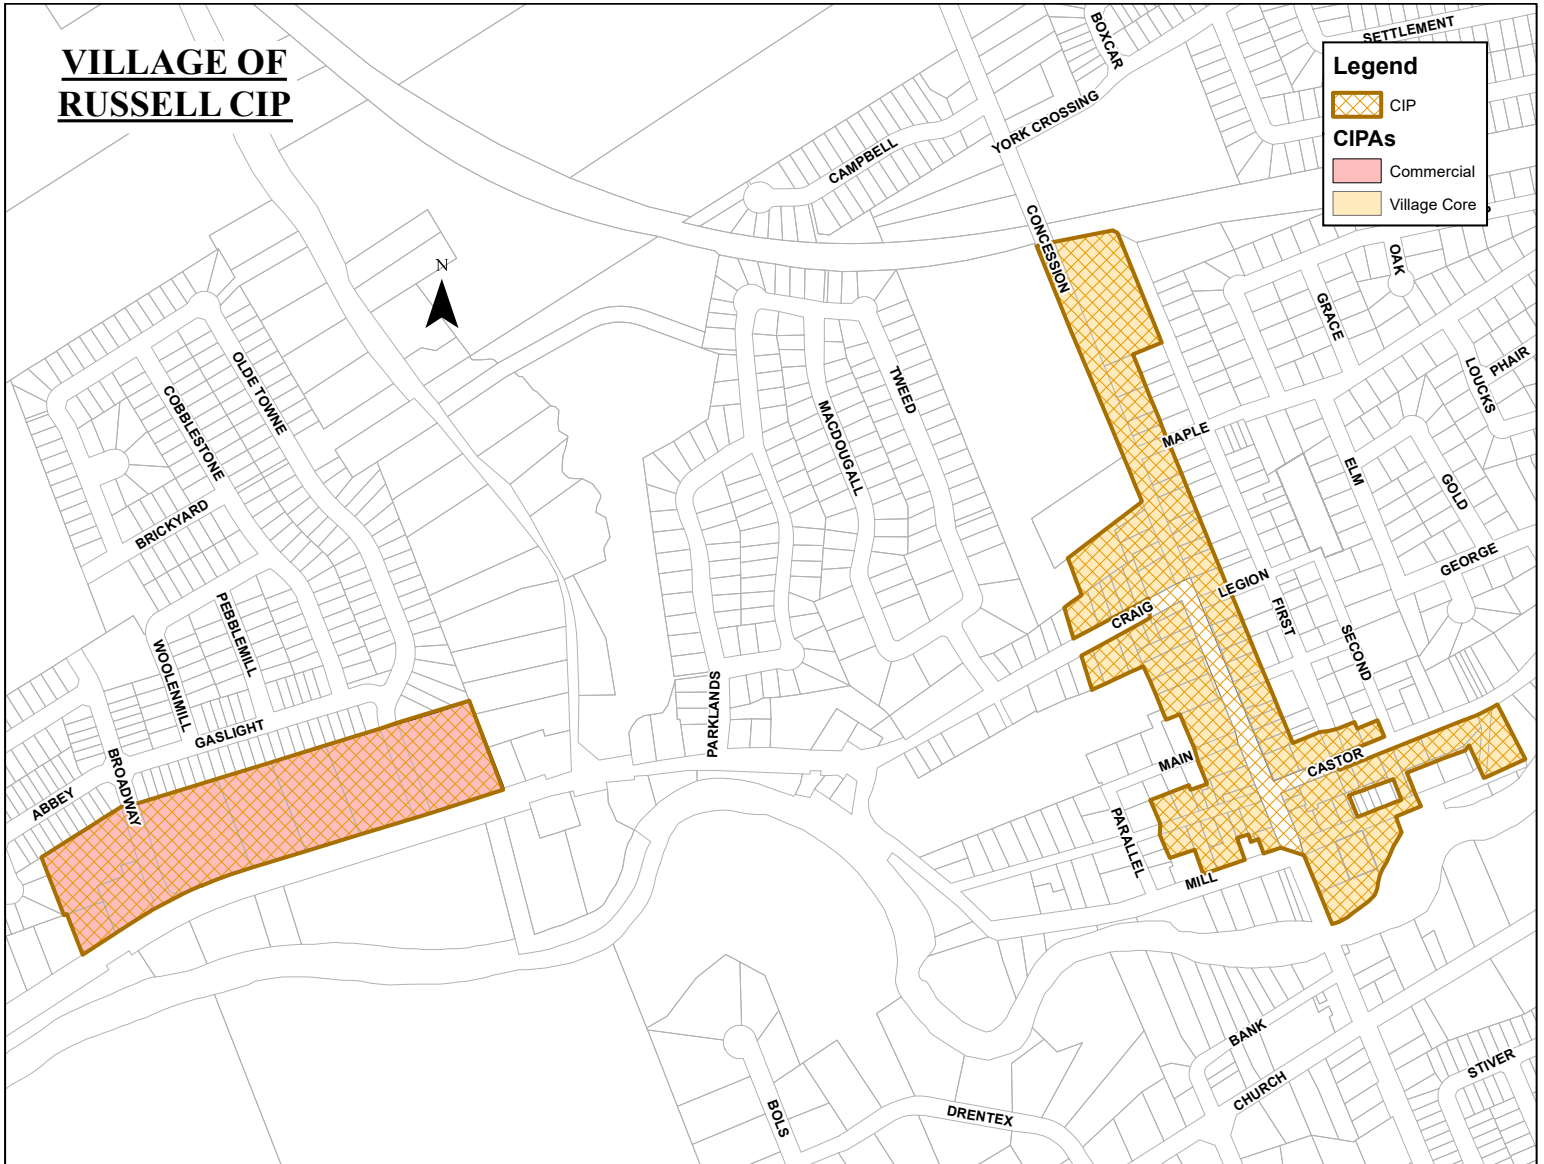 VILLAGE OF
RUSSELL CIP
Legend
CIP
CIPAs
Commercial
Village Core
N
BOXCAR
SETTLEMENT
YORK CROSSING
CAMPBELL
CONCESSION
OAK
GRACE
PHAIR
LOUCKS
OLDE TOWNE
COBBLESTONE
TWEED
MACDOUGALL
MAPLE
ELM
GOLD
BRICKYARD
GEORGE
LEGION
CRAIG
FIRST
SECOND
PEBBLEMILL
WOOLENMILL
PARKLANDS
GASLIGHT
BROADWAY
ABBEY
MAIN
CASTOR
PARALLEL
MILL
BANK
CHURCH
STIVER
BOLS
DRENTEX